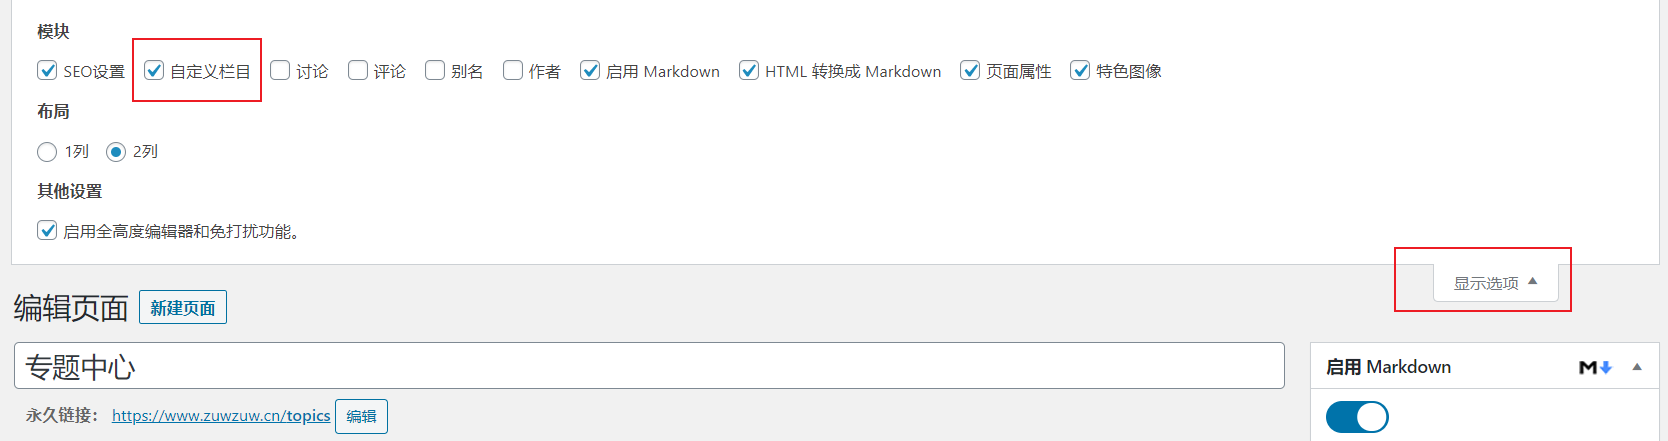 模块
SEO设置 自定义栏目 讨论 评论 别名 作者 启用 Markdown HTML 转换成 Markdown 页面属性 特色图像
布局
1列 2列
其他设置
启用全高度编辑器和免打扰功能。
显示选项
编辑页面 新建页面
专题中心
启用 Markdown M
永久链接： https://www.zuwzuw.cn/topics 编辑